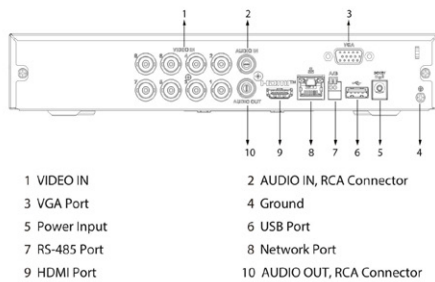 1 2 3
VIDEO IN AUDIO IN VGA
HDMI™ A B
AUDIO OUT
10 9 8 7 6 5 4
1 VIDEO IN 2 AUDIO IN, RCA Connector
3 VGA Port 4 Ground
5 Power Input 6 USB Port
7 RS-485 Port 8 Network Port
9 HDMI Port 10 AUDIO OUT, RCA Connector